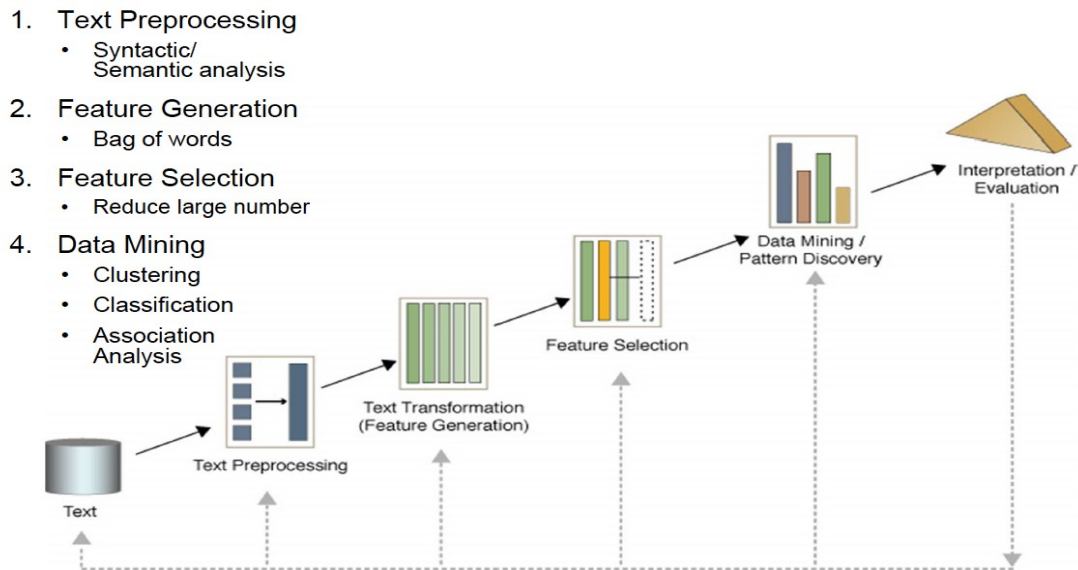 1. Text Preprocessing
• Syntactic/
Semantic analysis
2. Feature Generation
• Bag of words
3. Feature Selection
• Reduce large number
4. Data Mining
• Clustering
• Classification
• Association
Analysis
Text
Text Preprocessing
Text Transformation
(Feature Generation)
Feature Selection
Data Mining /
Pattern Discovery
Interpretation /
Evaluation